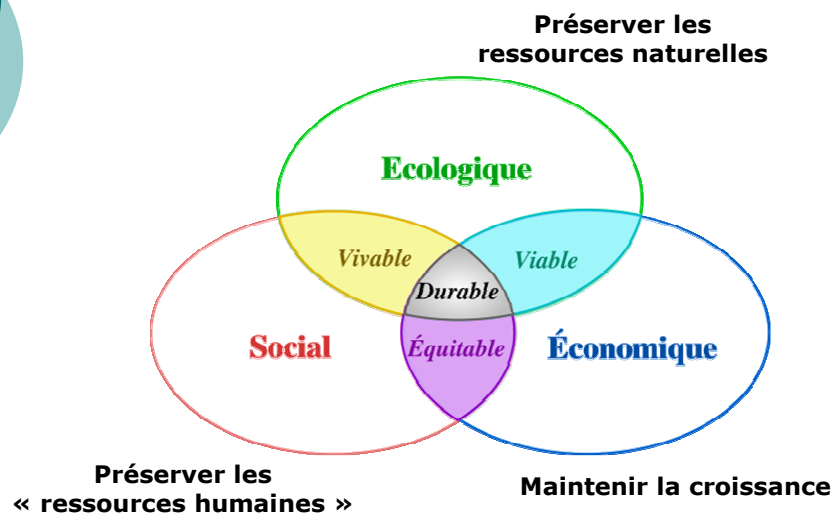 Préserver les
ressources naturelles
Ecologique
Vivable
Viable
Durable
Social
Équitable
Économique
Préserver les
« ressources humaines »
Maintenir la croissance